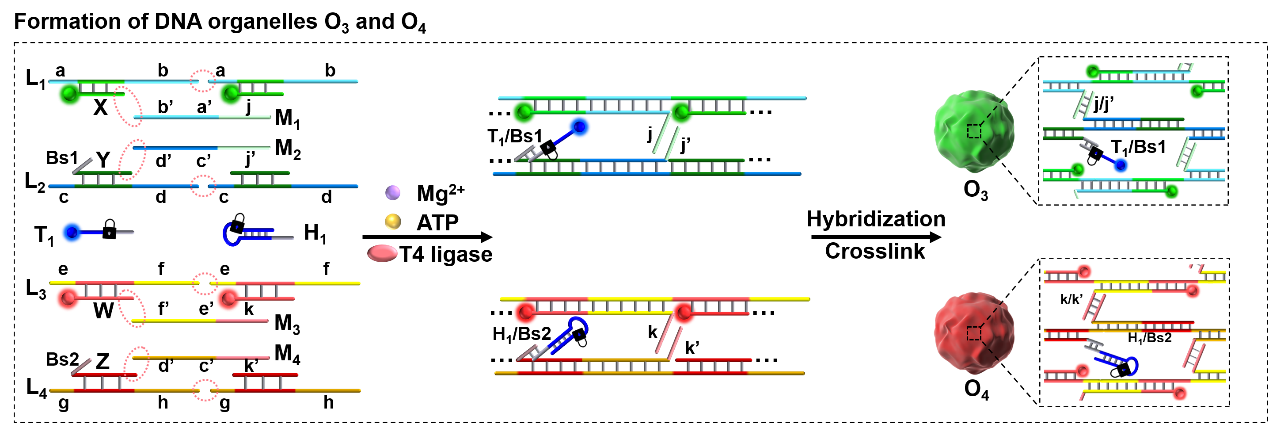 Formation of DNA organelles O3 and O4
a b a b
L1
X b' a' j M1
Bs1 Y d' c' j' M2
L2
c d c d
T1 H1
e f e f
L3
W f' e' k M3
Bs2 Z d' c' k' M4
L4
g h g h
Mg2+
ATP
T4 ligase
T1/Bs1 j j'
H1/Bs2 k k'
Hybridization
Crosslink
O3
j/j'
T1/Bs1
O4
k/k'
H1/Bs2